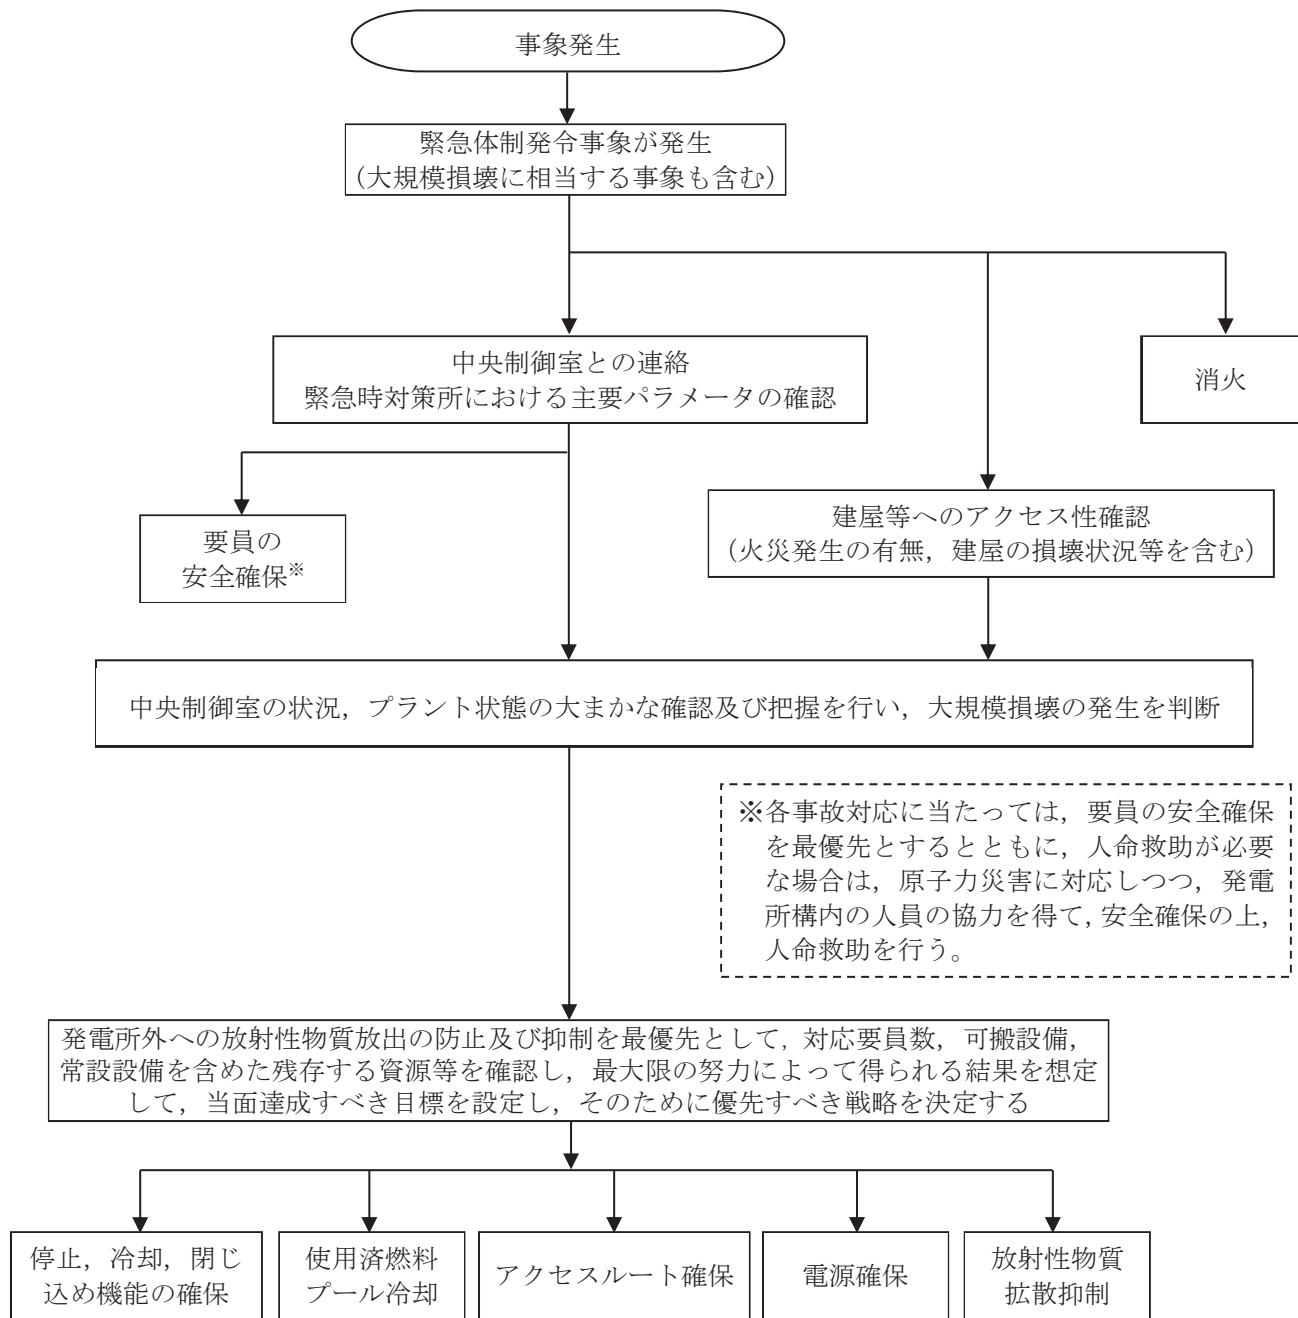 事象発生
緊急体制発令事象が発生
（大規模損壊に相当する事象も含む）
中央制御室との連絡
緊急時対策所における主要パラメータの確認
消火
要員の
安全確保※
建屋等へのアクセス性確認
（火災発生の有無，建屋の損壊状況等を含む）
中央制御室の状況，プラント状態の大まかな確認及び把握を行い，大規模損壊の発生を判断
※各事故対応に当たっては，要員の安全確保
を最優先とするとともに，人命救助が必要
な場合は，原子力災害に対応しつつ，発電
所構内の人員の協力を得て，安全確保の上，
人命救助を行う。
発電所外への放射性物質放出の防止及び抑制を最優先として，対応要員数，可搬設備，
常設設備を含めた残存する資源等を確認し，最大限の努力によって得られる結果を想定
して，当面達成すべき目標を設定し，そのために優先すべき戦略を決定する
停止，冷却，閉じ
込め機能の確保
使用済燃料
プール冷却
アクセスルート確保
電源確保
放射性物質
拡散抑制